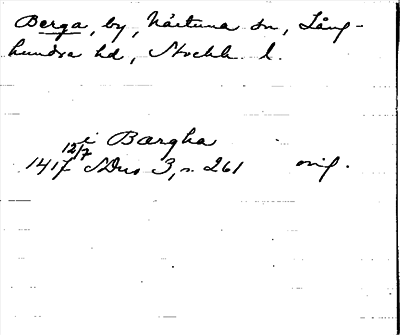 Berga, by, Närtuna sn, Lång-
hundra hd, Stockh. l.
i Bargha
1417 12/7 SDns 3, s. 261 orig.